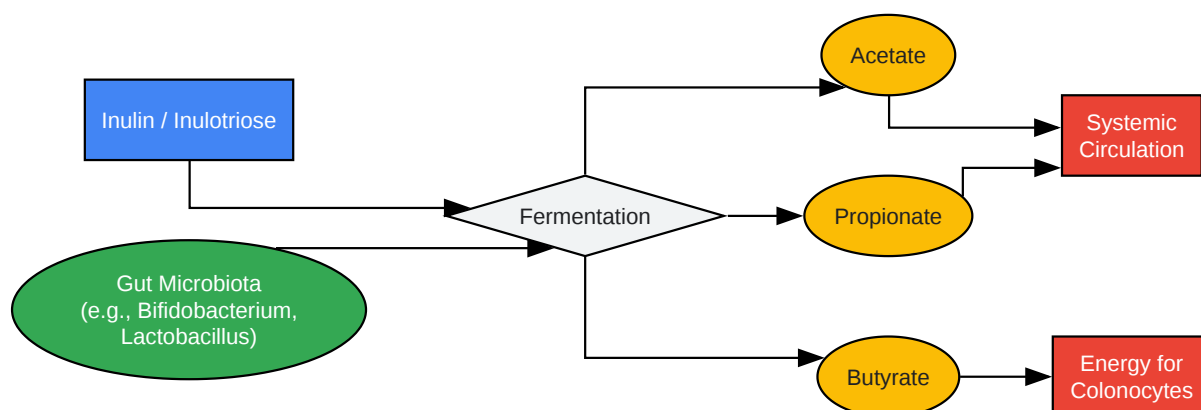 Acetate
Inulin / Inulotriose
Systemic
Circulation
Fermentation
Propionate
Gut Microbiota
(e.g., Bifidobacterium,
Lactobacillus)
Butyrate
Energy for
Colonocytes